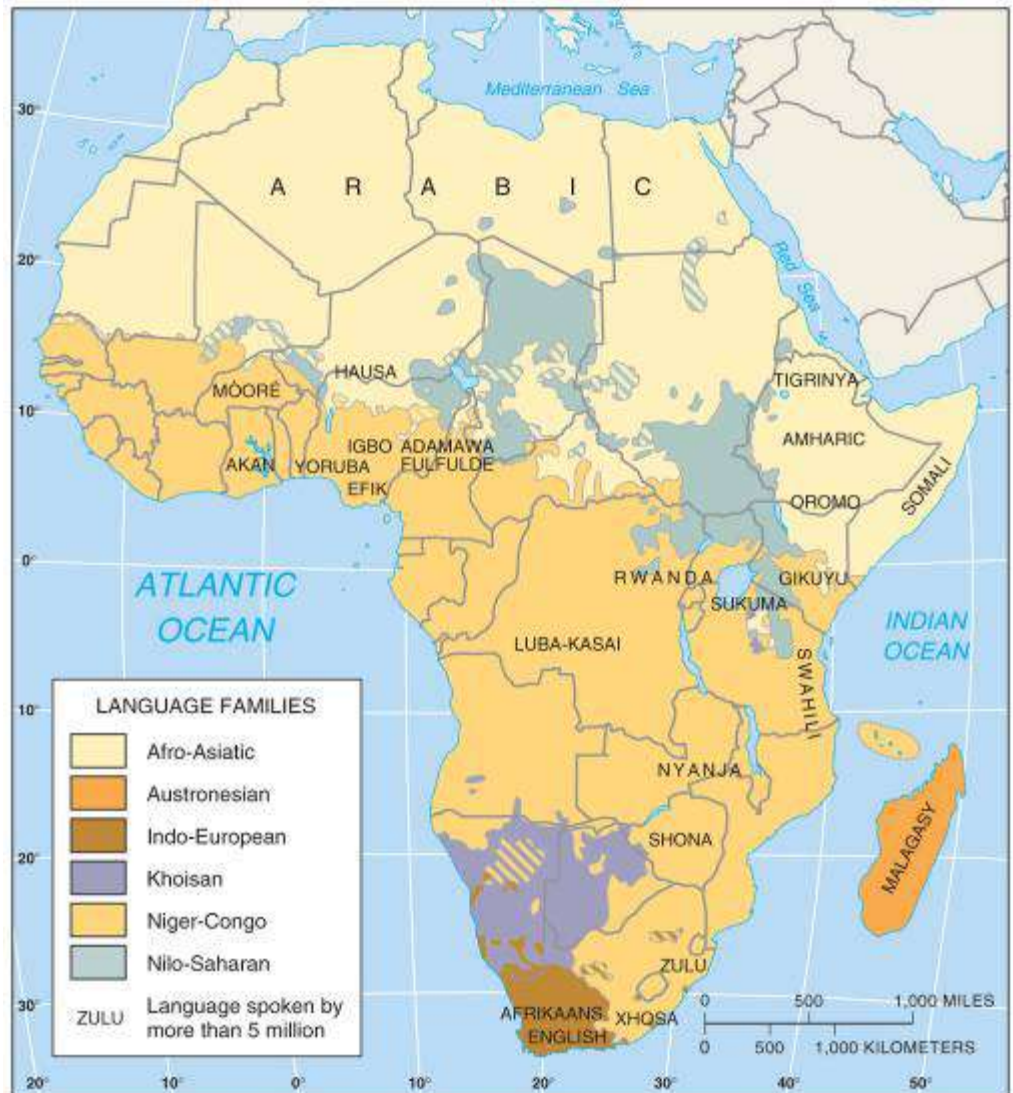 Mediterranean Sea
30°
A R A B I C
20°
Red Sea
HAUSA
TIGRINYA
MÒORÉ
10°
IGBO
ADAMAWA
FULFULDE
AMHARIC
AKAN
YORUBA
EFIK
SOMALI
OROMO
0°
RWANDA
GIKUYU
ATLANTIC
OCEAN
SUKUMA
INDIAN
OCEAN
LUBA-KASAI
SWAHILI
LANGUAGE FAMILIES
Afro-Asiatic
Austronesian
Indo-European
Khoisan
Niger-Congo
Nilo-Saharan
ZULU Language spoken by
more than 5 million
10°
NYANJA
SHONA
MALAGASY
20°
ZULU
AFRIKAANS
XHOSA
ENGLISH
30°
0 500 1,000 MILES
0 500 1,000 KILOMETERS
20° 10° 0° 10° 20° 30° 40° 50°